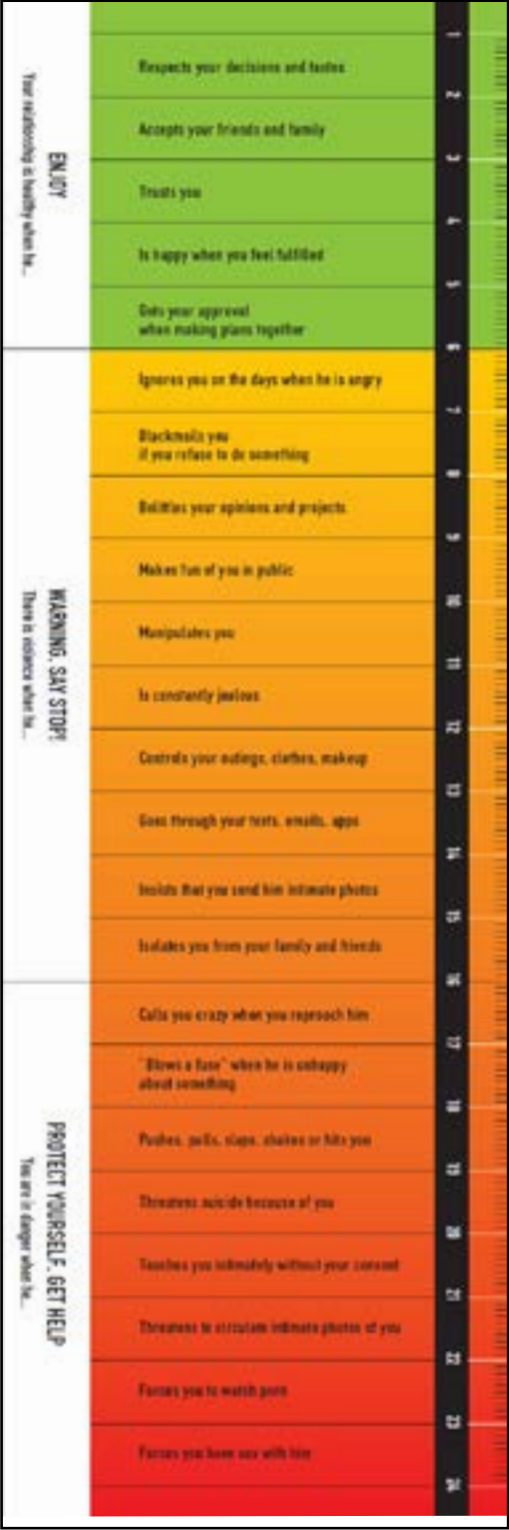 ENJOY
Your relationship is healthy when he...
Respects your decisions and tastes
Accepts your friends and family
Trusts you
Is happy when you feel fulfilled
Gets your approval
when making plans together
WARNING, SAY STOP!
There is violence when he...
Ignores you on the days when he is angry
Blackmails you
if you refuse to do something
Belittles your opinions and projects
Makes fun of you in public
Manipulates you
Is constantly jealous
Controls your outings, clothes, makeup
Goes through your texts, emails, apps
Insists that you send him intimate photos
Isolates you from your family and friends
PROTECT YOURSELF, GET HELP
You are in danger when he...
Calls you crazy when you reproach him
"Blows a fuse" when he is unhappy
about something
Pushes, pulls, slaps, shakes or hits you
Threatens suicide because of you
Touches you intimately without your consent
Threatens to circulate intimate photos of you
Forces you to watch porn
Forces you have sex with him
1
2
3
4
5
6
7
8
9
10
11
12
13
14
15
16
17
18
19
20
21
22
23
24